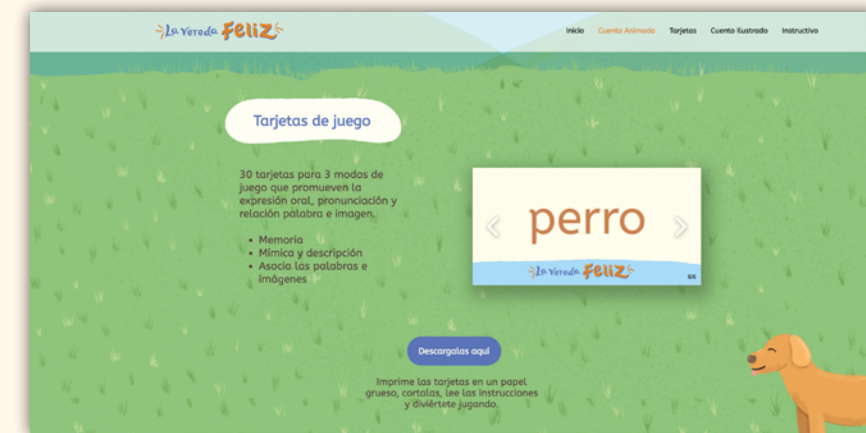 La Vereda FeliZ
Inicio Cuento Animado Tarjetas Cuento Ilustrado Instructivo
Tarjetas de juego
30 tarjetas para 3 modos de
juego que promueven la
expresión oral, pronunciación y
relación palabra e imagen.
• Memoria
• Mímica y descripción
• Asocia las palabras e
imágenes
perro
La Vereda FeliZ
Descargalas aquí
Imprime las tarjetas en un papel
grueso, cortalas, lee las instrucciones
y diviértete jugando.